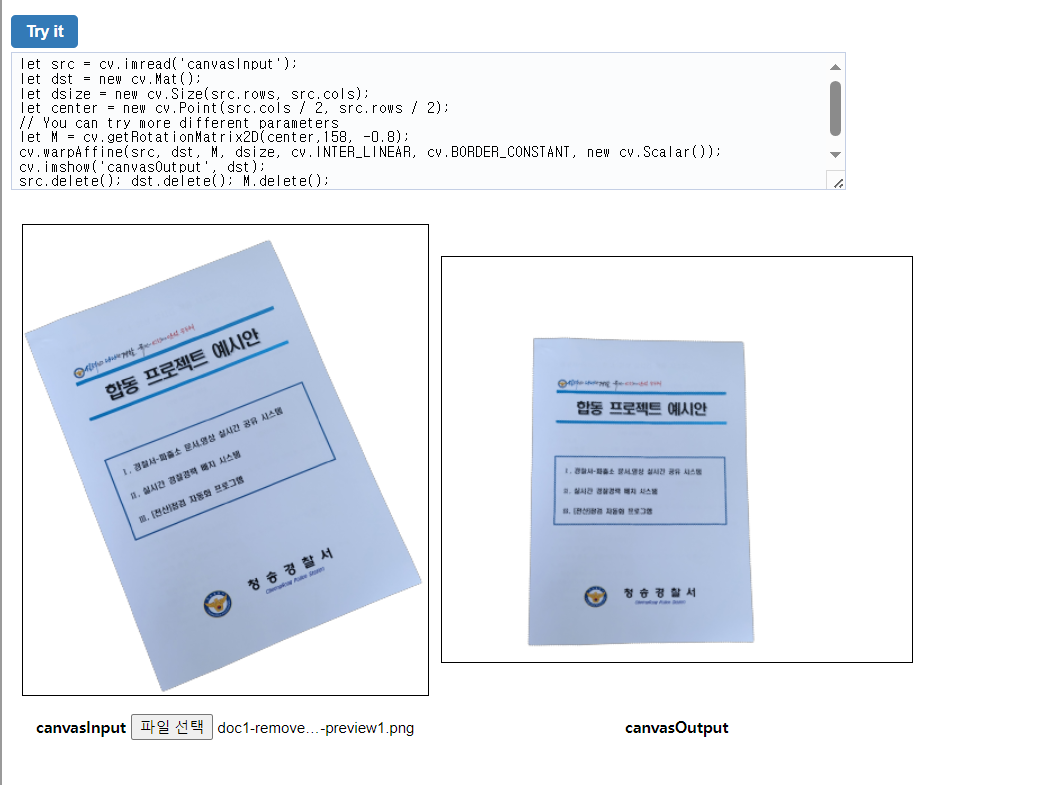 Try it
let src = cv.imread('canvasInput');
let dst = new cv.Mat();
let dsize = new cv.Size(src.rows, src.cols);
let center = new cv.Point(src.cols / 2, src.rows / 2);
// You can try more different parameters
let M = cv.getRotationMatrix2D(center,158, -0.8);
cv.warpAffine(src, dst, M, dsize, cv.INTER_LINEAR, cv.BORDER_CONSTANT, new cv.Scalar());
cv.imshow('canvasOutput', dst);
src.delete(); dst.delete(); M.delete();
합동 프로젝트 예시안
Ⅰ. 경찰서-파출소 문서,영상 실시간 공유 시스템
Ⅱ. 실시간 경찰경력 배치 시스템
Ⅲ. [전산]점검 자동화 프로그램
청 송 경 찰 서
합동 프로젝트 예시안
Ⅰ. 경찰서-파출소 문서,영상 실시간 공유 시스템
Ⅱ. 실시간 경찰경력 배치 시스템
Ⅲ. [전산]점검 자동화 프로그램
청 송 경 찰 서
canvasInput 파일 선택 doc1-remove...-preview1.png
canvasOutput